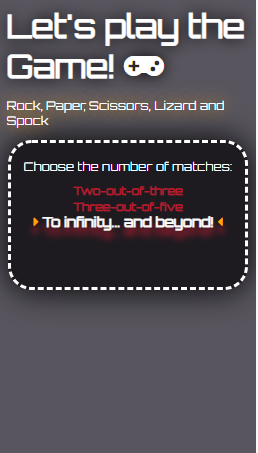 Let's play the
Game!
Rock, Paper, Scissors, Lizard and
Spock
Choose the number of matches:
Two-out-of-three
Three-out-of-five
To infinity... and beyond!